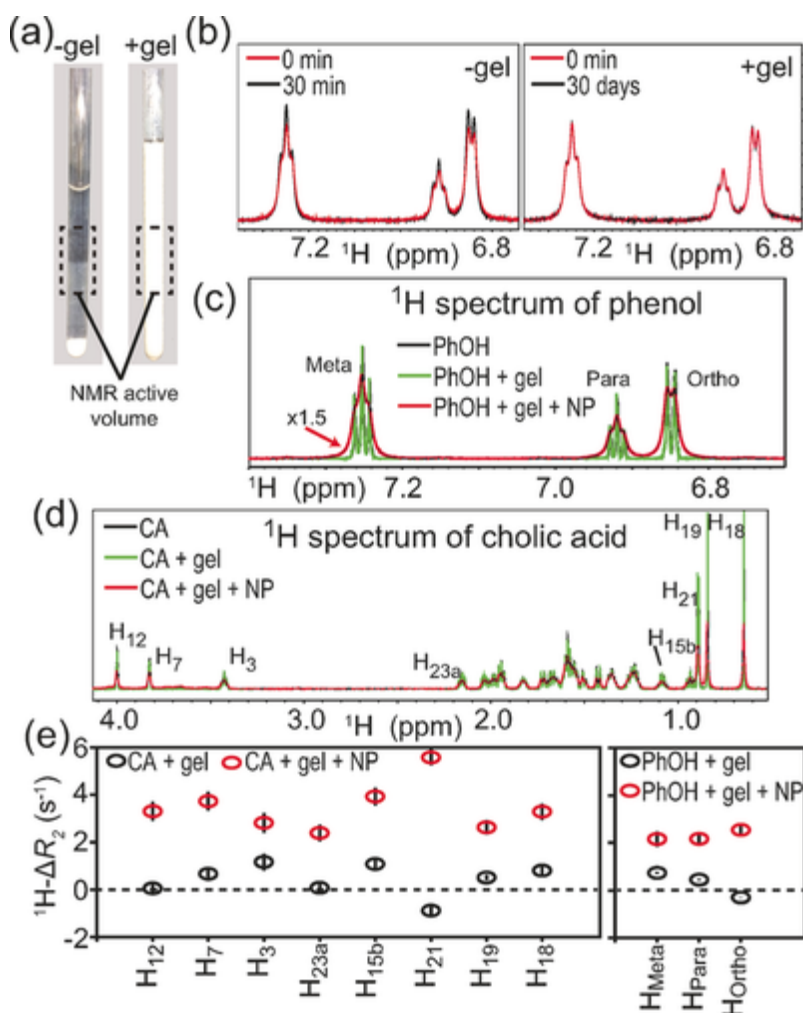 (a)
-gel +gel
NMR active
volume
(b)
0 min
30 min
-gel
0 min
30 days
+gel
7.2 ¹H (ppm) 6.8
7.2 ¹H (ppm) 6.8
(c)
¹H spectrum of phenol
PhOH
PhOH + gel
PhOH + gel + NP
Meta
Para
Ortho
x1.5
¹H (ppm) 7.2 7.0 6.8
(d)
¹H spectrum of cholic acid
CA
CA + gel
CA + gel + NP
H₁₂
H₇
H₃
H₂₃ₐ
H₁₅b
H₂₁
H₁₉
H₁₈
4.0 3.0 ¹H (ppm) 2.0 1.0
(e)
CA + gel CA + gel + NP
PhOH + gel
PhOH + gel + NP
¹H-ΔR₂ (s⁻¹)
6
4
2
0
-2
H₁₂
H₇
H₃
H₂₃ₐ
H₁₅b
H₂₁
H₁₉
H₁₈
H_Meta
H_Para
H_Ortho